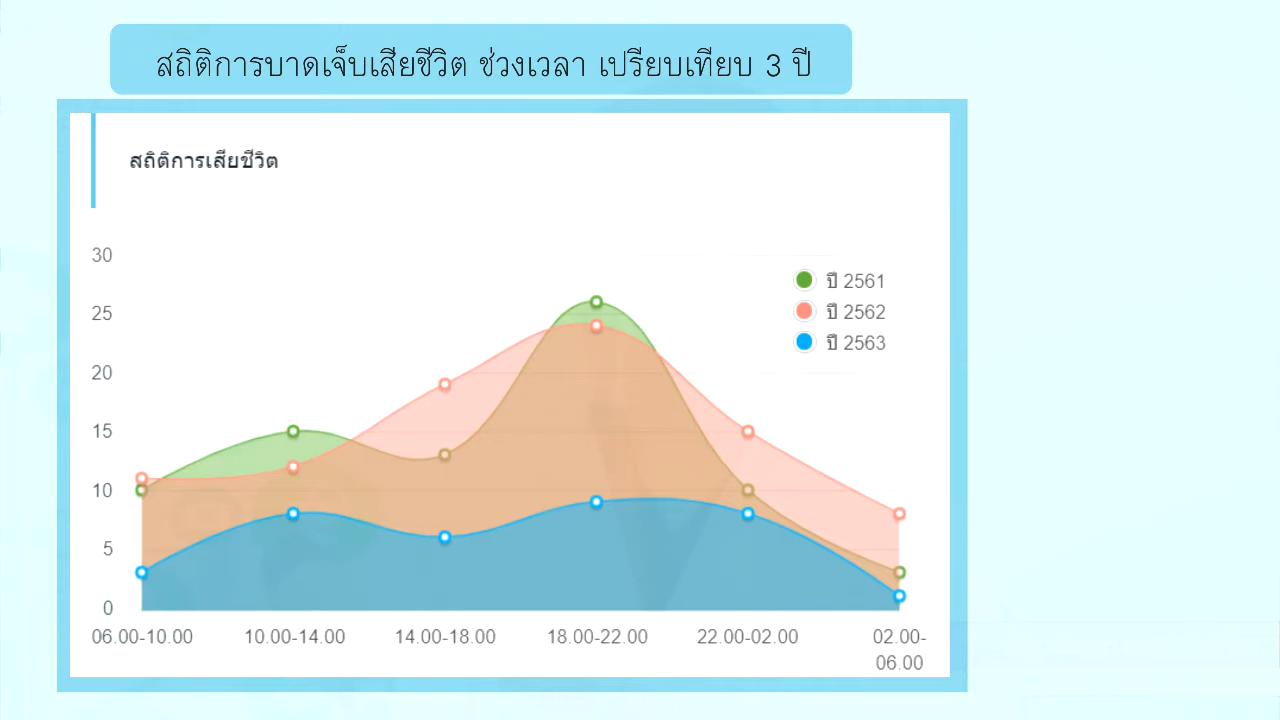 สถิติการบาดเจ็บเสียชีวิต ช่วงเวลา เปรียบเทียบ 3 ปี
สถิติการเสียชีวิต
30
25
20
15
10
5
0
ปี 2561
ปี 2562
ปี 2563
06.00-10.00 10.00-14.00 14.00-18.00 18.00-22.00 22.00-02.00 02.00-
06.00